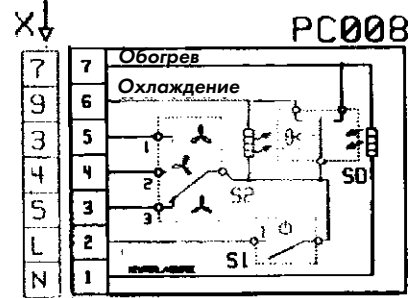 X PC008
7 7 Обогрев
9 6 Охлаждение
3 5 1
4 4 2 S2 S0
5 3 3
L 2 S1
N 1